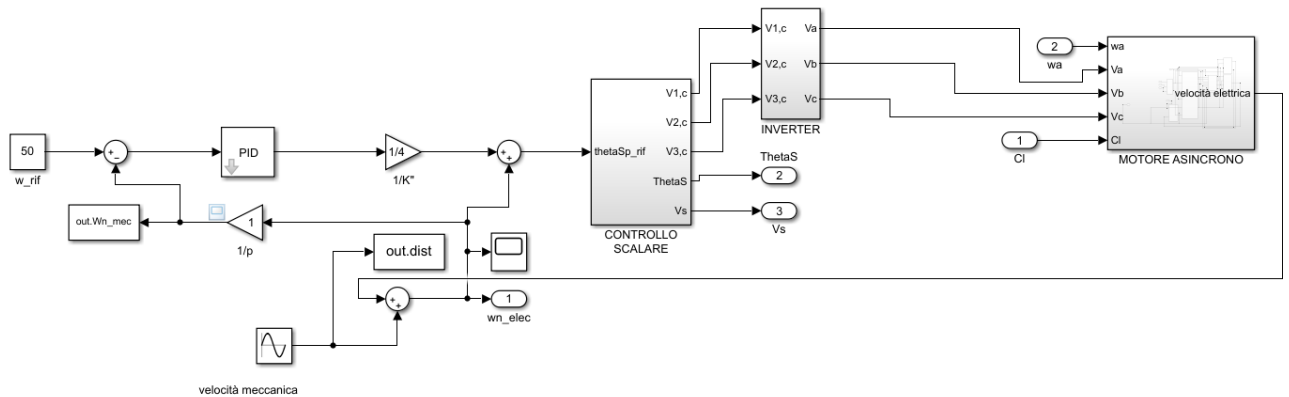 V1,c
Va
V2,c
Vb
V3,c
Vc
INVERTER
2
wa
wa
Va
Vb
Vc
Cl
velocità elettrica
MOTORE ASINCRONO
1
Cl
50
w_rif
+
−
PID
1/4
1/K"
+
+
thetaSp_rif
V1,c
V2,c
V3,c
ThetaS
Vs
CONTROLLO
SCALARE
ThetaS
2
3
Vs
out.Wn_mec
1
1/p
out.dist
+
+
1
wn_elec
velocità meccanica